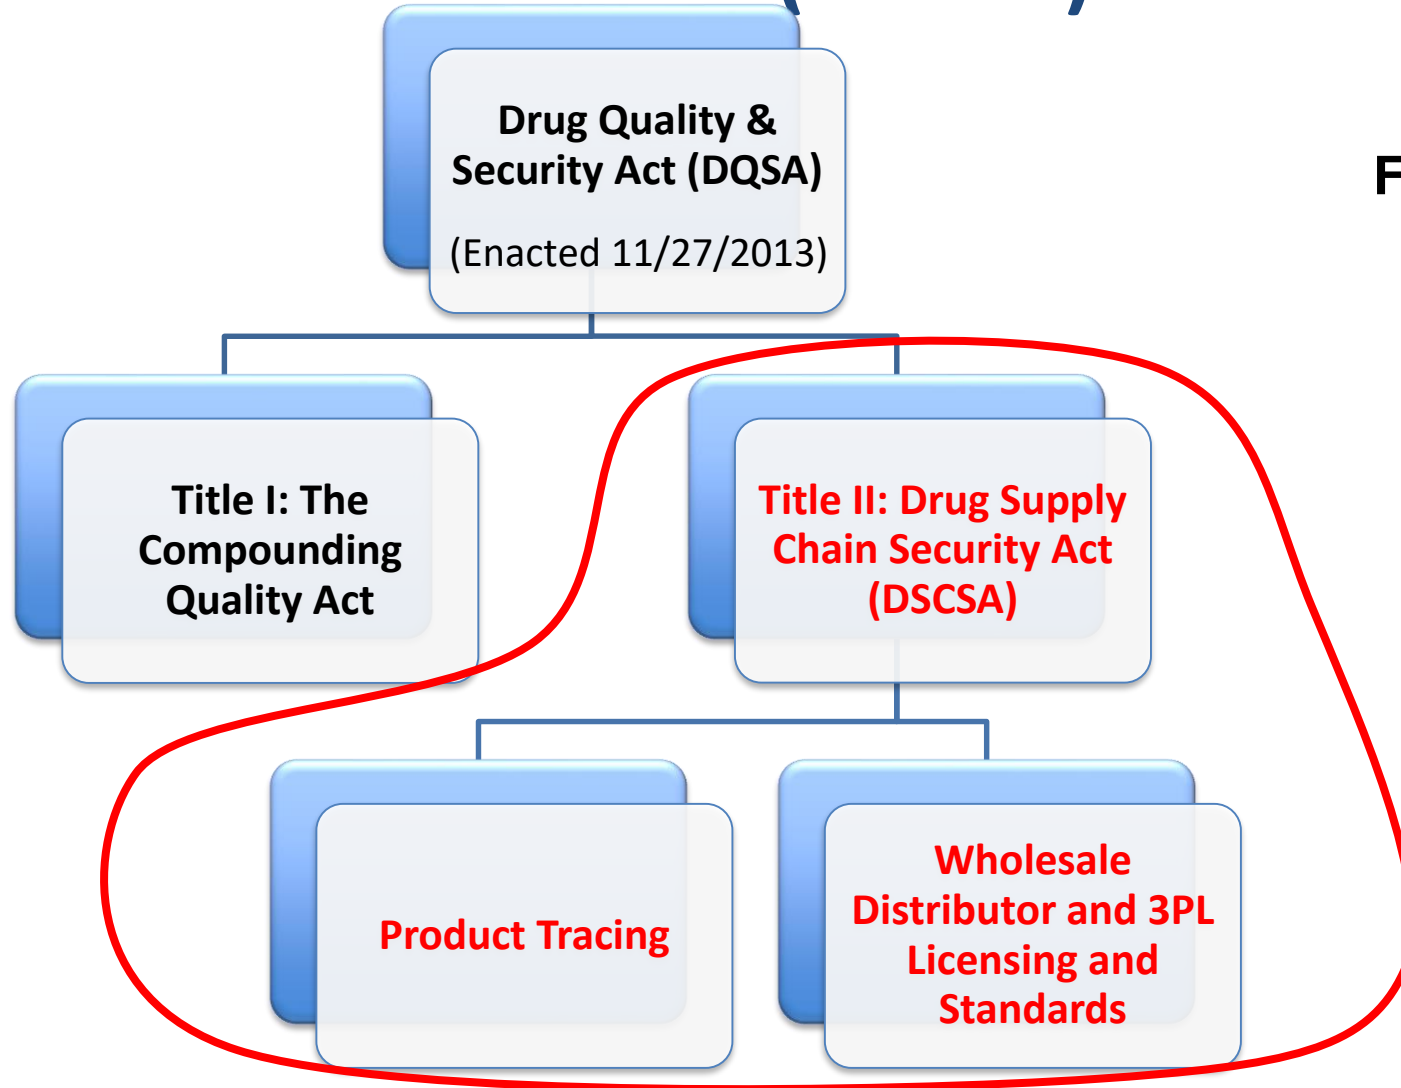 Drug Quality &
Security Act (DQSA)
(Enacted 11/27/2013)
F
Title I: The
Compounding
Quality Act
Title II: Drug Supply
Chain Security Act
(DSCSA)
Product Tracing
Wholesale
Distributor and 3PL
Licensing and
Standards